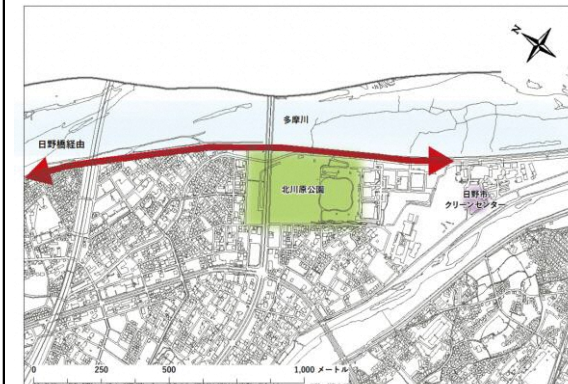 N
多摩川
日野橋経由
北川原公園
日野市
クリーンセンター
0 250 500 1,000 メートル